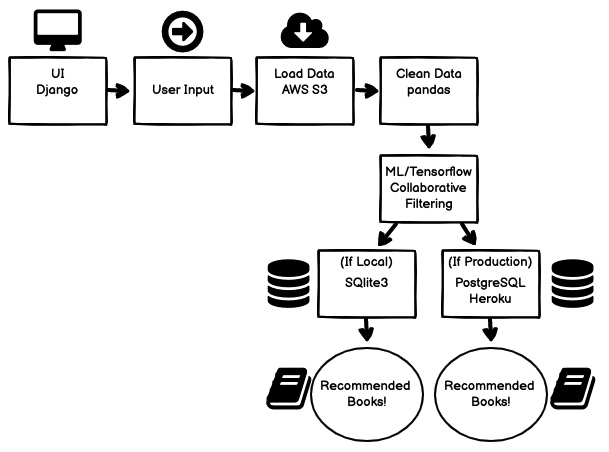 UI
Django
User Input
Load Data
AWS S3
Clean Data
pandas
ML/Tensorflow
Collaborative
Filtering
(If Local)
SQlite3
(If Production)
PostgreSQL
Heroku
Recommended
Books!
Recommended
Books!